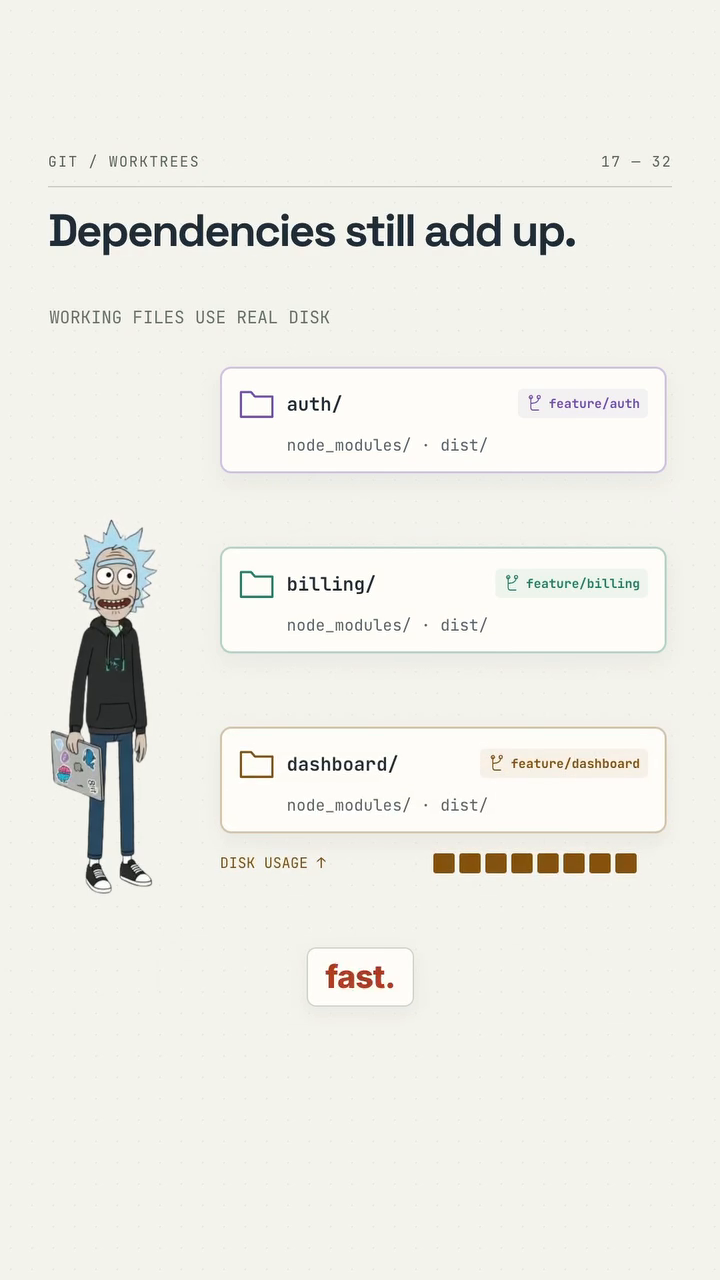 GIT / WORKTREES
17 — 32
Dependencies still add up.
WORKING FILES USE REAL DISK
auth/
feature/auth
node_modules/ · dist/
billing/
feature/billing
node_modules/ · dist/
dashboard/
feature/dashboard
node_modules/ · dist/
DISK USAGE ↑
fast.